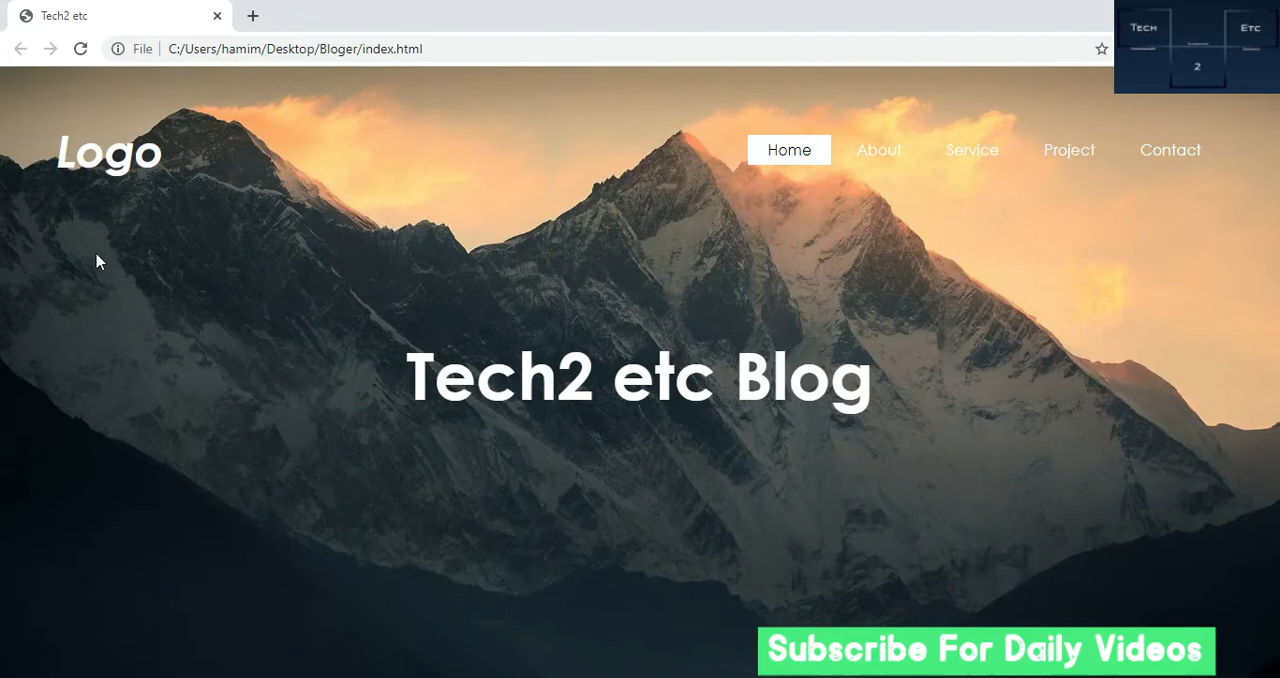 Tech2 etc
File
C:/Users/hamim/Desktop/Bloger/index.html
Tech
Etc
2
Logo
Home
About
Service
Project
Contact
Tech2 etc Blog
Subscribe For Daily Videos